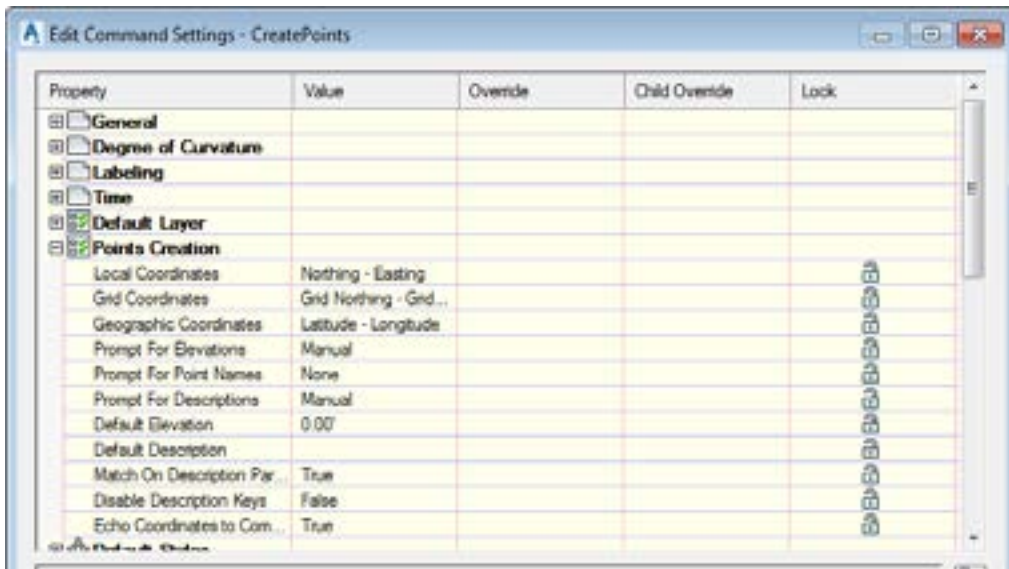 Edit Command Settings - CreatePoints
Property Value Override Child Override Lock
General
Degree of Curvature
Labeling
Time
Default Layer
Points Creation
Local Coordinates Northing - Easting
Grid Coordinates Grid Northing - Grid...
Geographic Coordinates Latitude - Longitude
Prompt For Elevations Manual
Prompt For Point Names None
Prompt For Descriptions Manual
Default Elevation 0.00'
Default Description
Match On Description Par... True
Disable Description Keys False
Echo Coordinates to Com... True
Default Styles